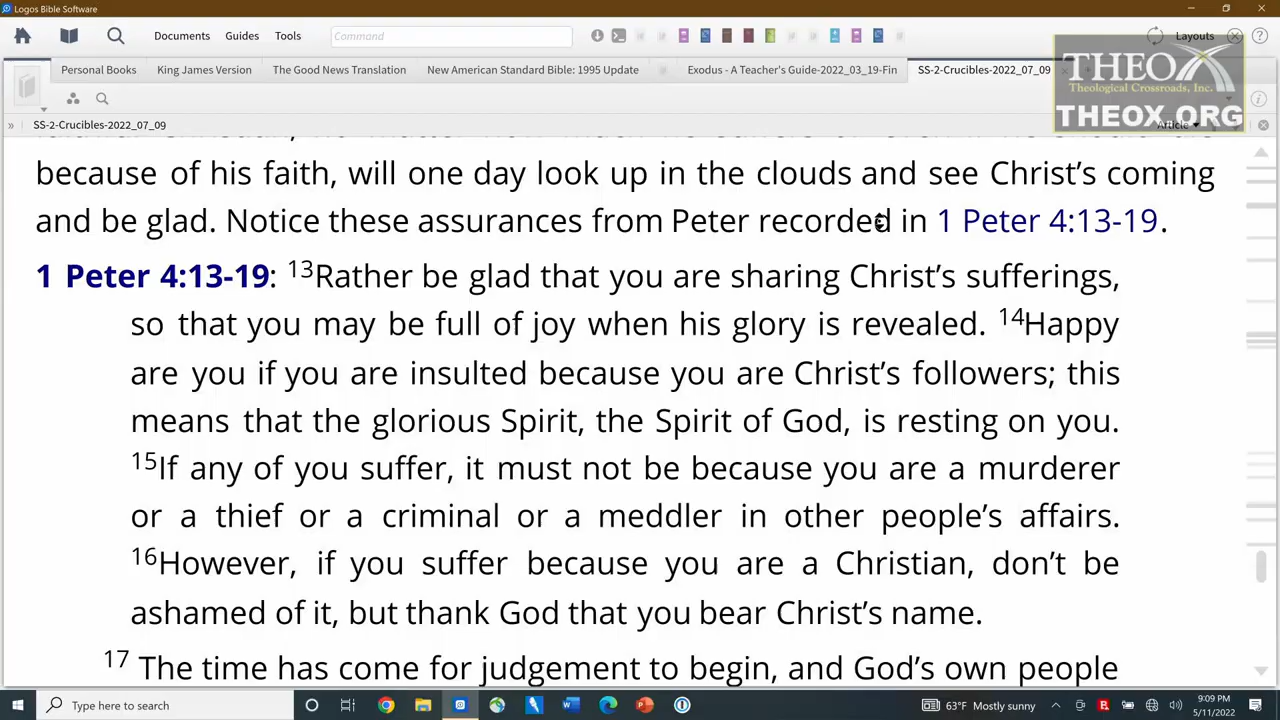 Logos Bible Software
Documents Guides Tools Command Layouts
Personal Books King James Version The Good News New American Standard Bible: 1995 Update Exodus - A Teacher's Guide-2022_03_19-Fin SS-2-Crucibles-2022_07_09
THEOX
Theological Crossroads, Inc.
THEOX.ORG
» SS-2-Crucibles-2022_07_09 Article
because of his faith, will one day look up in the clouds and see Christ’s coming
and be glad. Notice these assurances from Peter recorded in 1 Peter 4:13-19.
1 Peter 4:13-19: 13Rather be glad that you are sharing Christ’s sufferings,
so that you may be full of joy when his glory is revealed. 14Happy
are you if you are insulted because you are Christ’s followers; this
means that the glorious Spirit, the Spirit of God, is resting on you.
15If any of you suffer, it must not be because you are a murderer
or a thief or a criminal or a meddler in other people’s affairs.
16However, if you suffer because you are a Christian, don’t be
ashamed of it, but thank God that you bear Christ’s name.
17 The time has come for judgement to begin, and God’s own people
Type here to search 63°F Mostly sunny 9:09 PM
5/11/2022